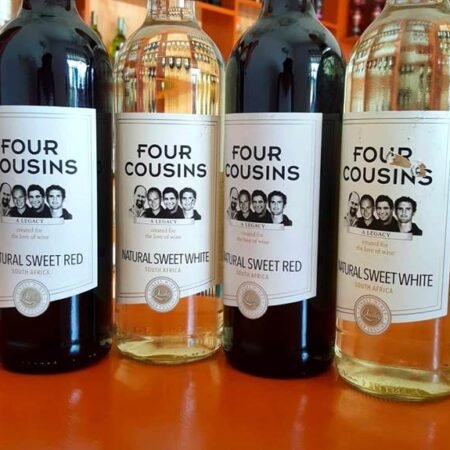 FOUR
COUSINS
A LEGACY
created for
the love of wine
NATURAL SWEET RED
SOUTH AFRICA
FOUR
COUSINS
A LEGACY
created for
the love of wine
NATURAL SWEET WHITE
SOUTH AFRICA
FOUR
COUSINS
A LEGACY
created for
the love of wine
NATURAL SWEET RED
SOUTH AFRICA
FOUR
COUSINS
A LEGACY
created for
the love of wine
NATURAL SWEET WHITE
SOUTH AFRICA